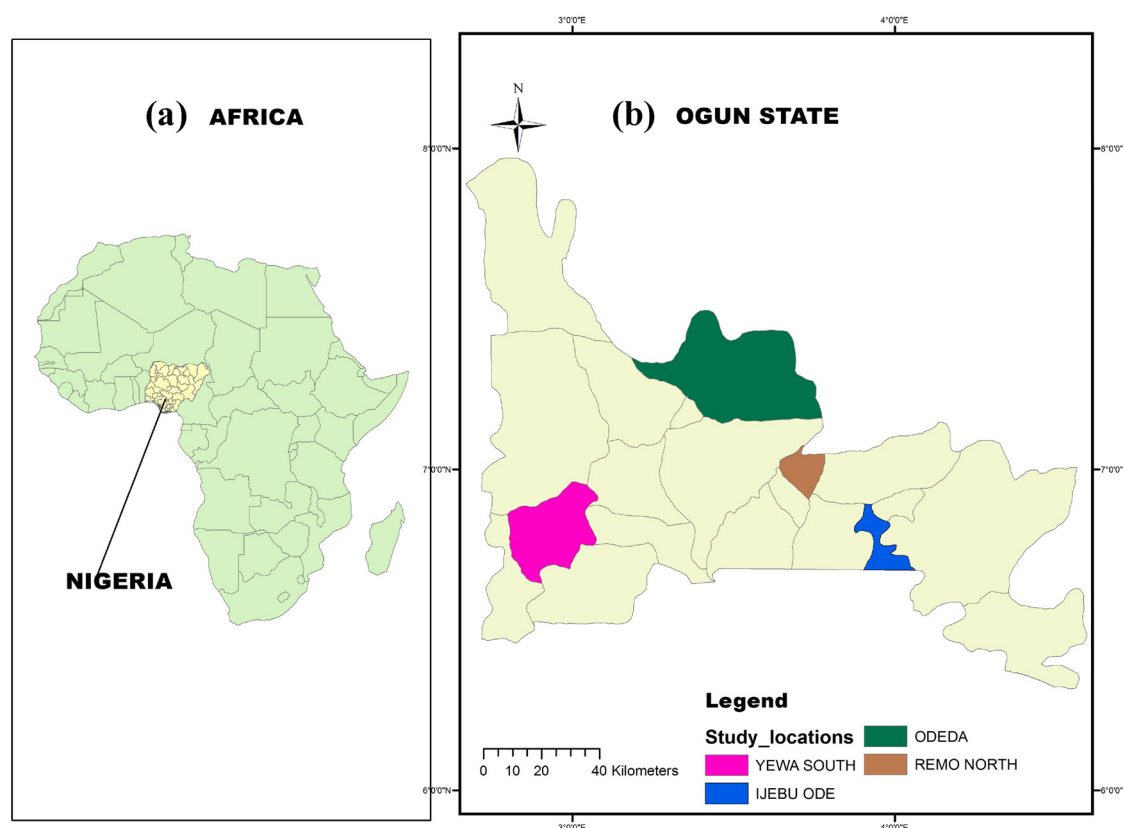 (a) AFRICA
NIGERIA
3°0'0"E
4°0'0"E
N
(b) OGUN STATE
8°0'0"N
8°0'0"N
7°0'0"N
7°0'0"N
6°0'0"N
6°0'0"N
Legend
Study_locations
YEWA SOUTH
IJEBU ODE
ODEDA
REMO NORTH
0 10 20 40 Kilometers
3°0'0"E
4°0'0"E